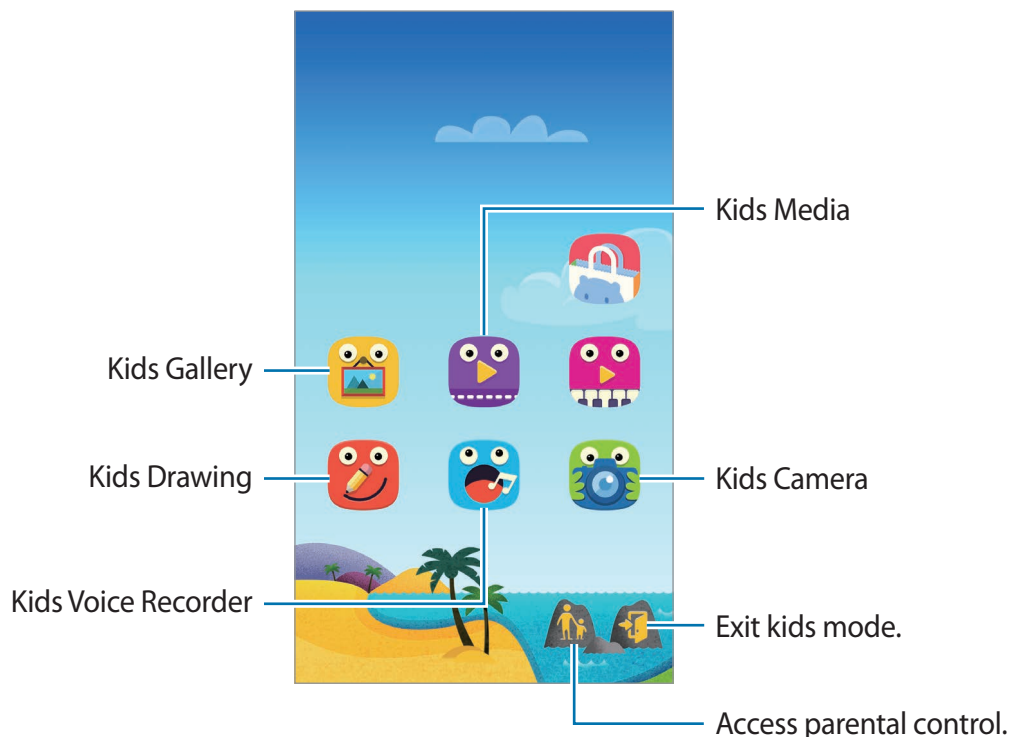 Kids Media
Kids Gallery
Kids Drawing
Kids Camera
Kids Voice Recorder
Exit kids mode.
Access parental control.